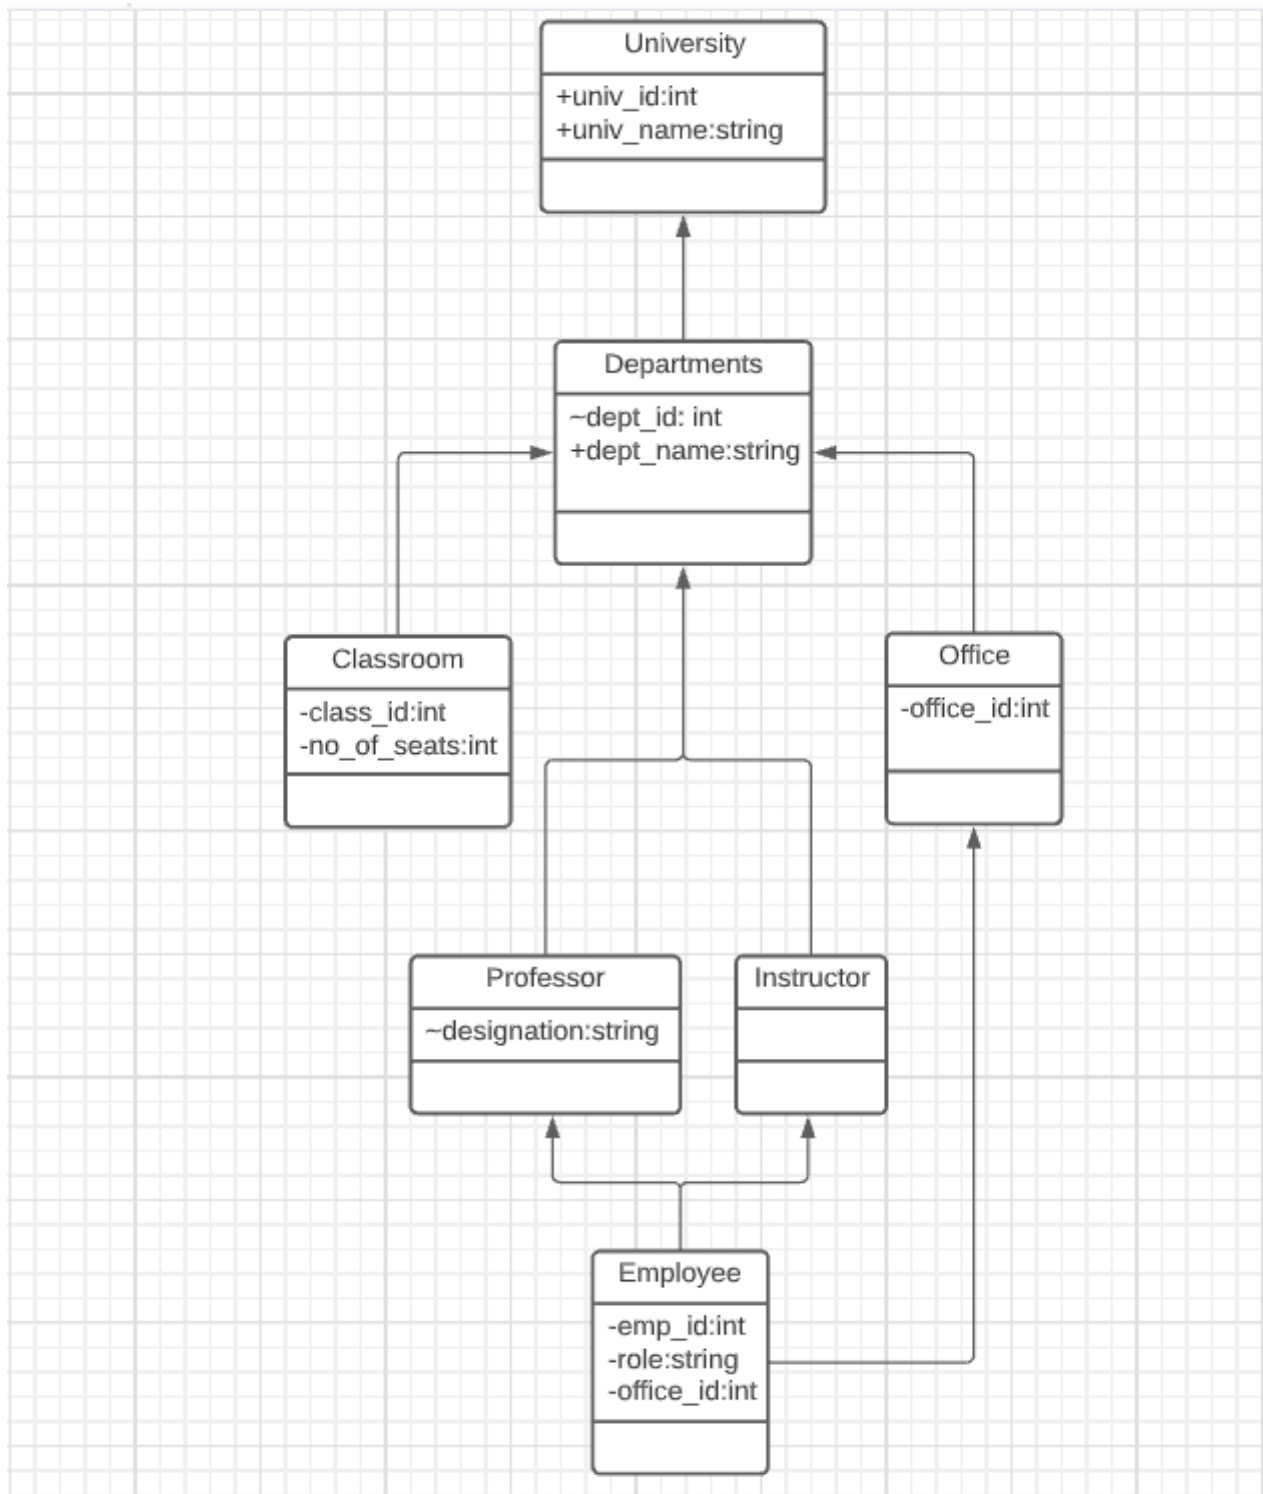 University
+univ_id:int
+univ_name:string
Departments
~dept_id: int
+dept_name:string
Classroom
-class_id:int
-no_of_seats:int
Office
-office_id:int
Professor
~designation:string
Instructor
Employee
-emp_id:int
-role:string
-office_id:int